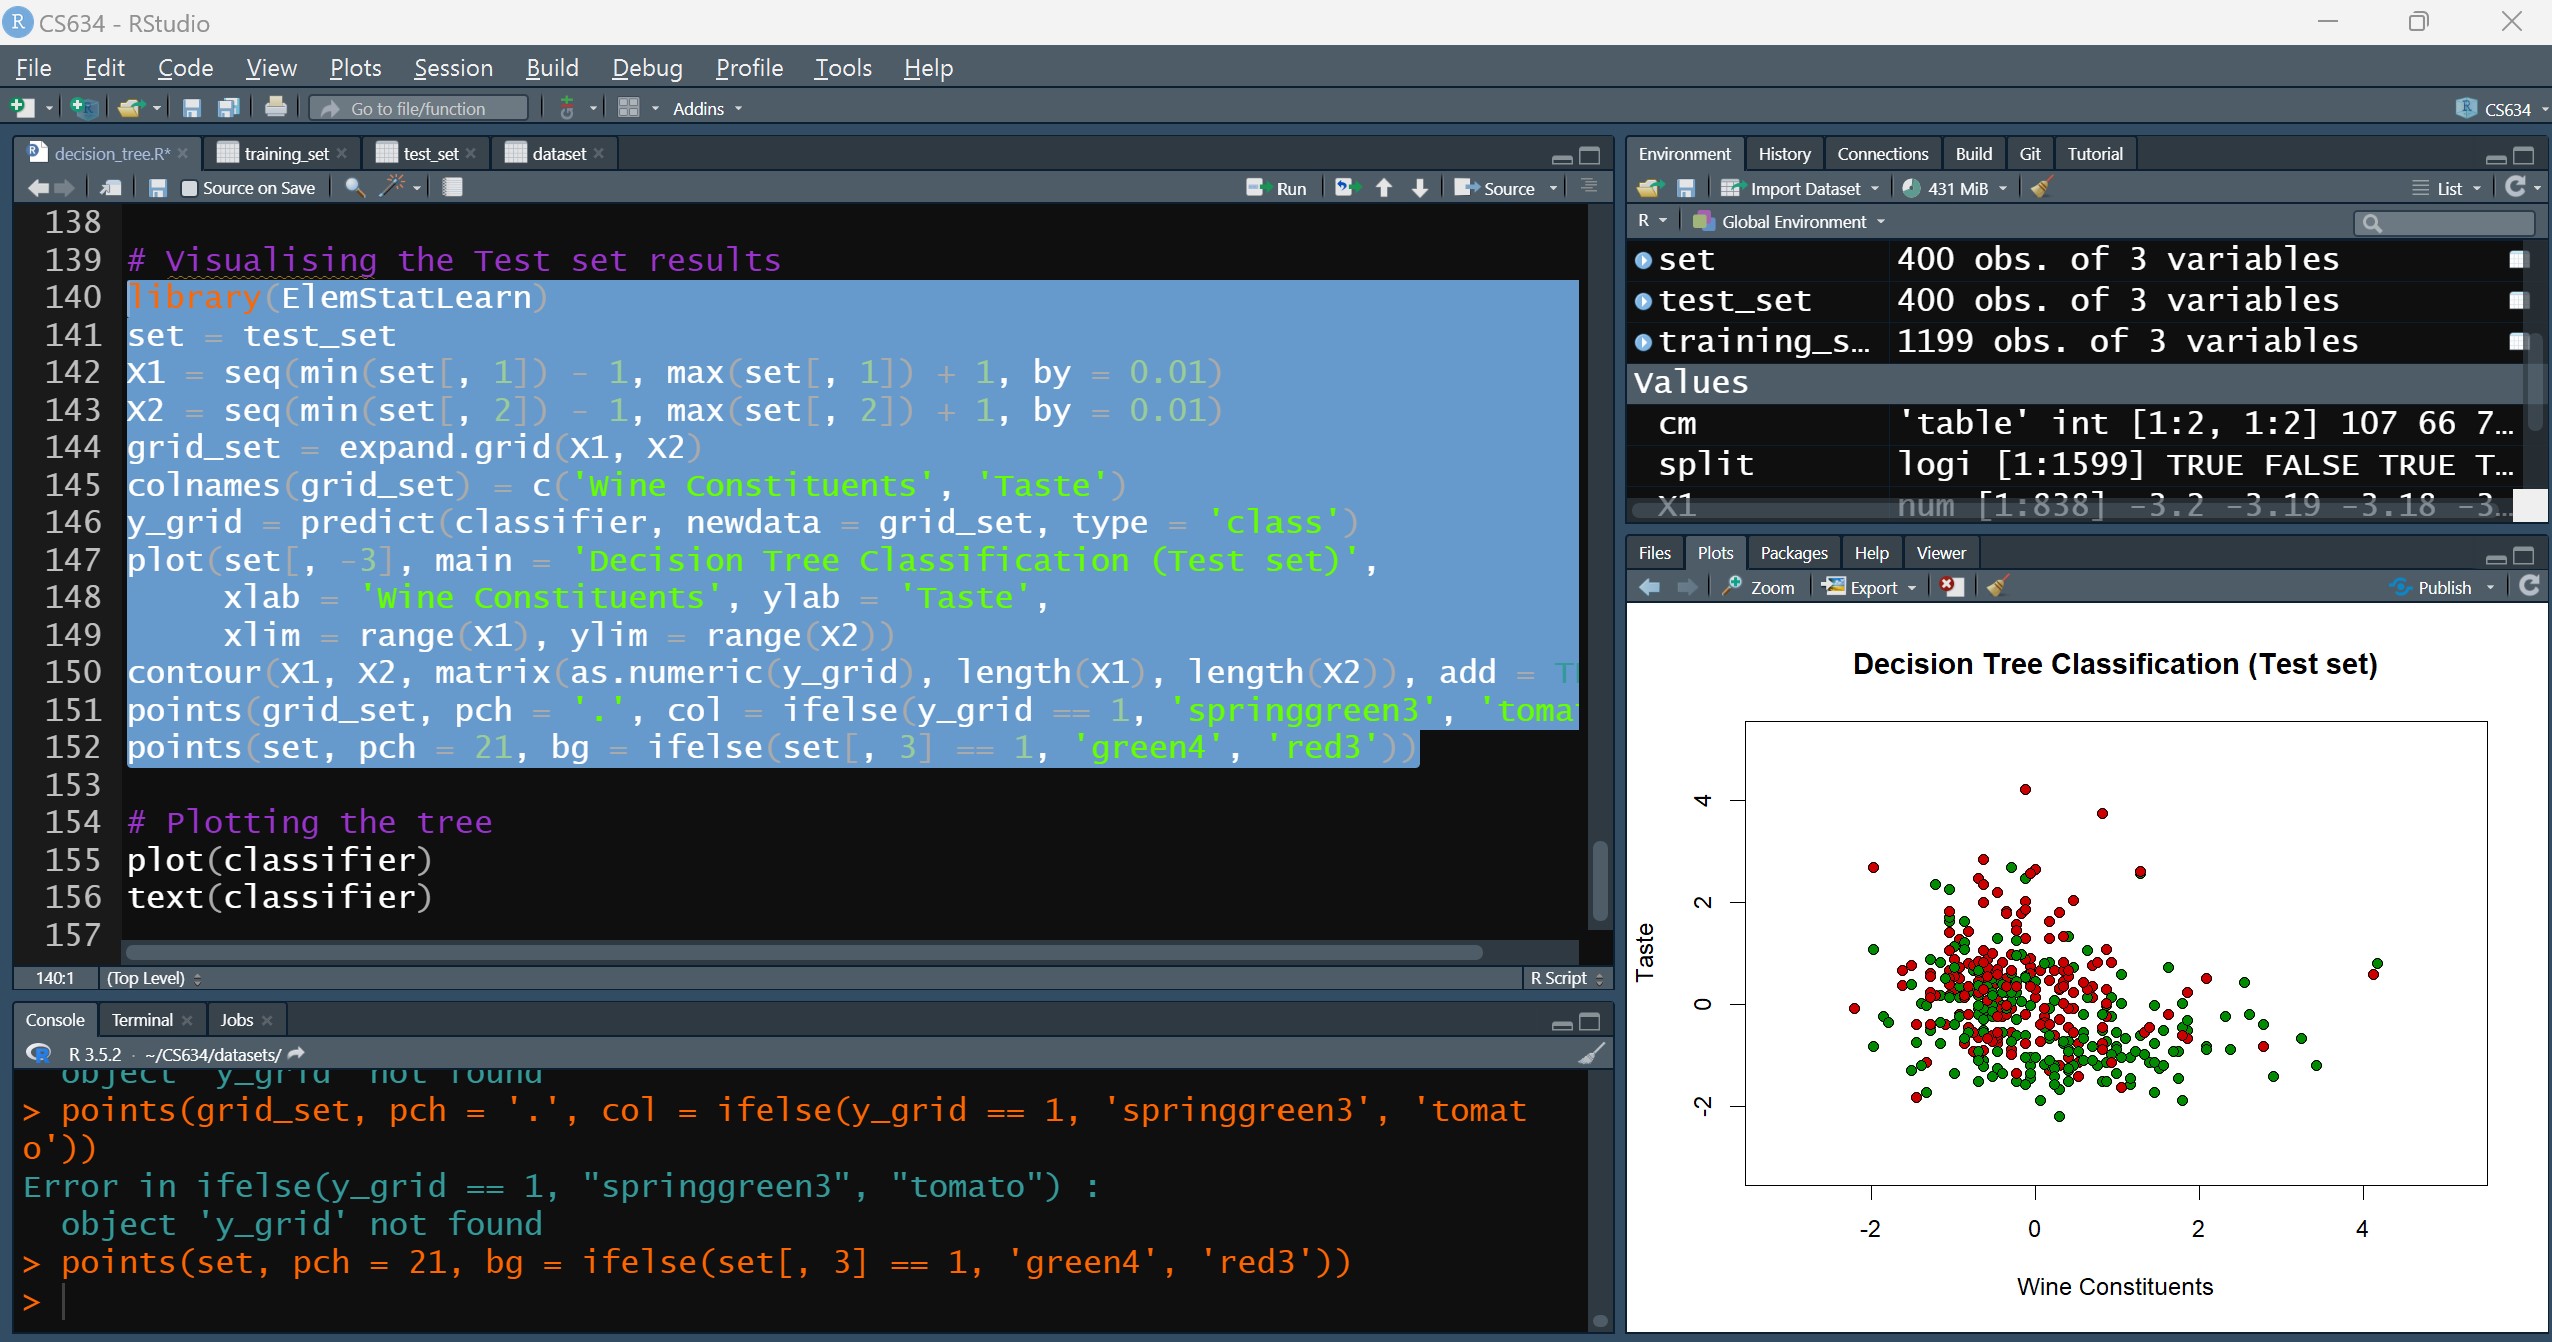 CS634 - RStudio
File Edit Code View Plots Session Build Debug Profile Tools Help
Go to file/function Addins CS634
decision_tree.R* training_set test_set dataset
Source on Save Run Source
138
139 # Visualising the Test set results
140 library(ElemStatLearn)
141 set = test_set
142 X1 = seq(min(set[, 1]) - 1, max(set[, 1]) + 1, by = 0.01)
143 X2 = seq(min(set[, 2]) - 1, max(set[, 2]) + 1, by = 0.01)
144 grid_set = expand.grid(X1, X2)
145 colnames(grid_set) = c('Wine Constituents', 'Taste')
146 y_grid = predict(classifier, newdata = grid_set, type = 'class')
147 plot(set[, -3], main = 'Decision Tree Classification (Test set)',
148 xlab = 'Wine Constituents', ylab = 'Taste',
149 xlim = range(X1), ylim = range(X2))
150 contour(X1, X2, matrix(as.numeric(y_grid), length(X1), length(X2)), add = T
151 points(grid_set, pch = '.', col = ifelse(y_grid == 1, 'springgreen3', 'toma
152 points(set, pch = 21, bg = ifelse(set[, 3] == 1, 'green4', 'red3'))
153
154 # Plotting the tree
155 plot(classifier)
156 text(classifier)
157
140:1 (Top Level) R Script
Console Terminal Jobs
R 3.5.2 · ~/CS634/datasets/
object 'y_grid' not found
> points(grid_set, pch = '.', col = ifelse(y_grid == 1, 'springgreen3', 'tomat
o'))
Error in ifelse(y_grid == 1, "springgreen3", "tomato") :
object 'y_grid' not found
> points(set, pch = 21, bg = ifelse(set[, 3] == 1, 'green4', 'red3'))
>
Environment History Connections Build Git Tutorial
Import Dataset 431 MiB List
R Global Environment
set 400 obs. of 3 variables
test_set 400 obs. of 3 variables
training_s… 1199 obs. of 3 variables
Values
cm 'table' int [1:2, 1:2] 107 66 7…
split logi [1:1599] TRUE FALSE TRUE T…
X1 num [1:838] -3.2 -3.19 -3.18 -3…
Files Plots Packages Help Viewer
Zoom Export Publish
Decision Tree Classification (Test set)
4
2
0
-2
Taste
-2 0 2 4
Wine Constituents